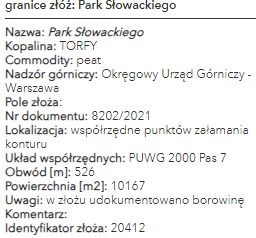 granice złóż: Park Słowackiego
Nazwa: Park Słowackiego
Kopalina: TORFY
Commodity: peat
Nadzór górniczy: Okręgowy Urząd Górniczy -
Warszawa
Pole złoża:
Nr dokumentu: 8202/2021
Lokalizacja: współrzędne punktów załamania
konturu
Układ współrzędnych: PUWG 2000 Pas 7
Obwód [m]: 526
Powierzchnia [m2]: 10167
Uwagi: w złożu udokumentowano borowinę
Komentarz:
Identyfikator złoża: 20412